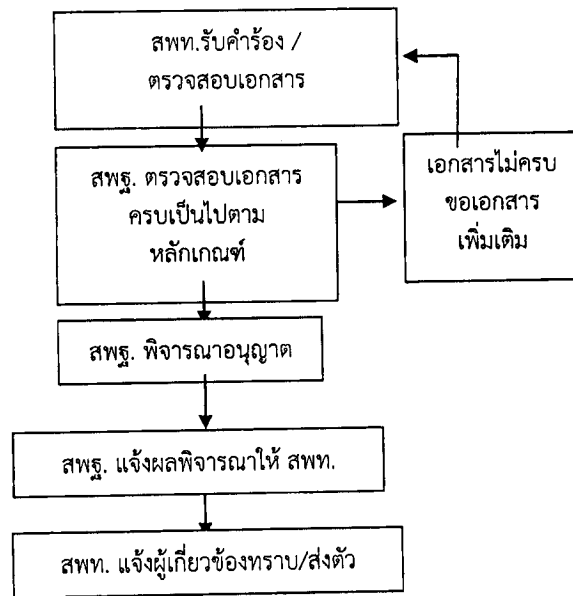 สพท.รับคำร้อง /
ตรวจสอบเอกสาร
สพฐ. ตรวจสอบเอกสาร
ครบเป็นไปตาม
หลักเกณฑ์
เอกสารไม่ครบ
ขอเอกสาร
เพิ่มเติม
สพฐ. พิจารณาอนุญาต
สพฐ. แจ้งผลพิจารณาให้ สพท.
สพท. แจ้งผู้เกี่ยวข้องทราบ/ส่งตัว